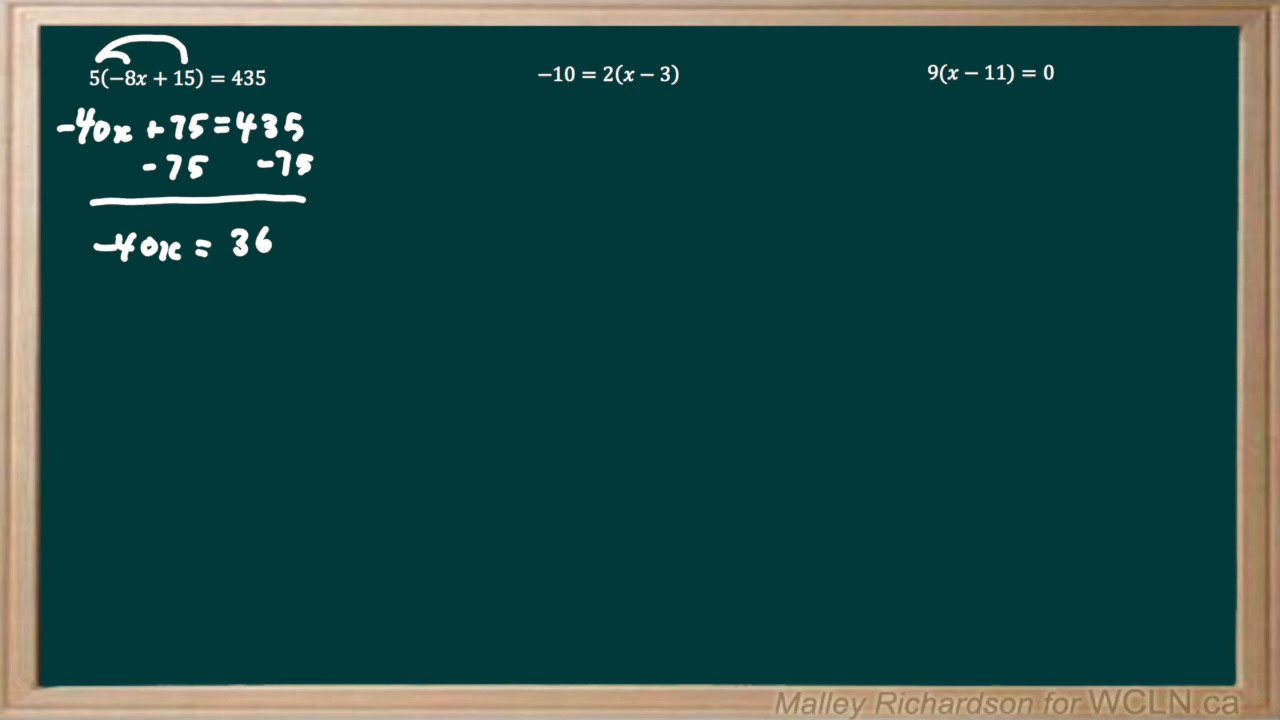 5(−8x + 15) = 435
-40x + 75 = 435
-75 -75
-40x = 36
−10 = 2(x − 3)
9(x − 11) = 0
Malley Richardson for WCLN.ca